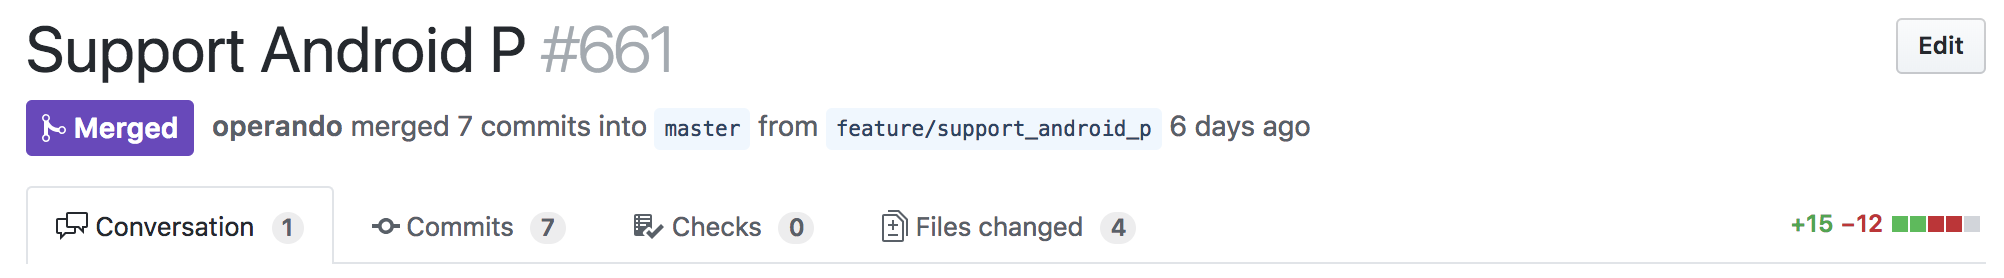 Support Android P #661
Edit
Merged operando merged 7 commits into master from feature/support_android_p 6 days ago
Conversation 1 Commits 7 Checks 0 Files changed 4 +15 −12